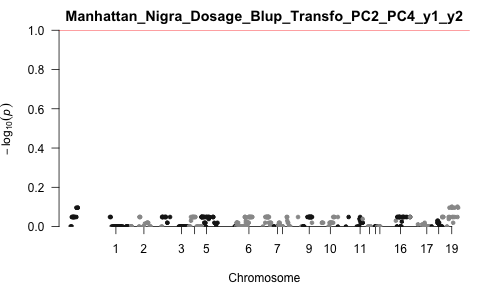 Manhattan_Nigra_Dosage_Blup_Transfo_PC2_PC4_y1_y2
1.0
0.8
0.6
0.4
0.2
0.0
− log10(p)
1 2 3 5 6 7 9 10 11 16 17 19
Chromosome